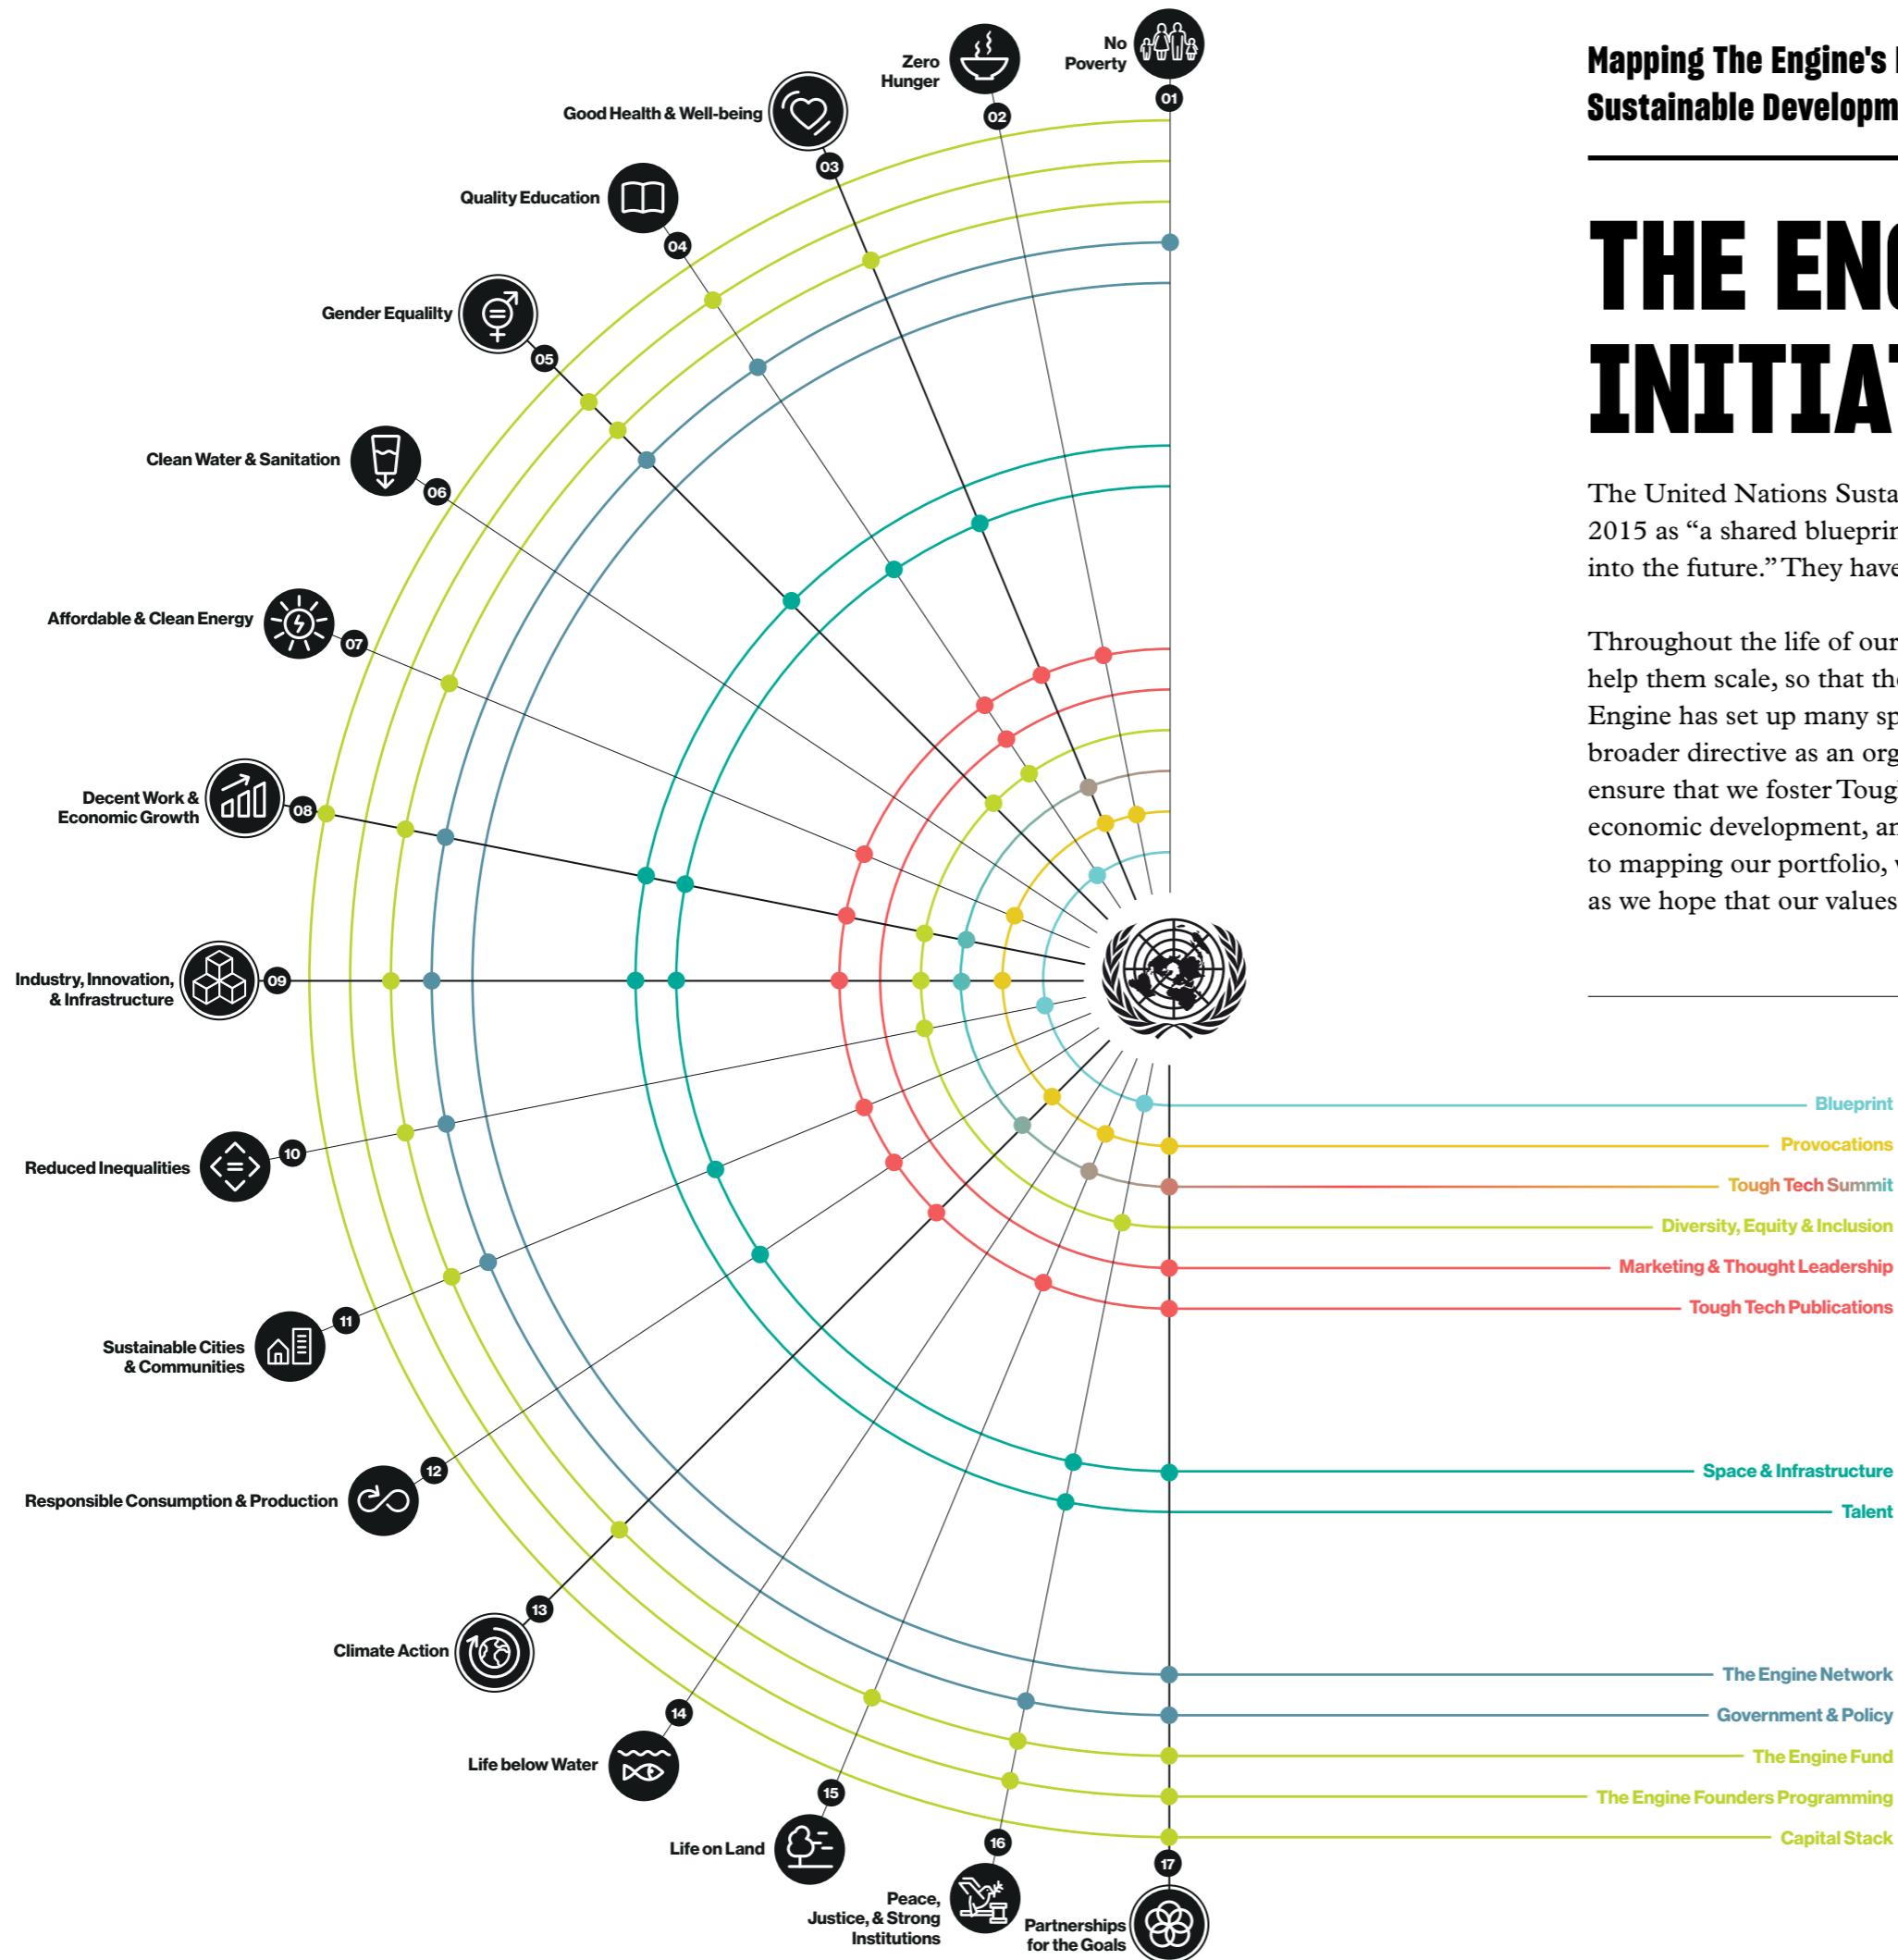 No
Poverty
01
Zero
Hunger
02
Good Health & Well-being
03
Quality Education
04
Gender Equalilty
05
Clean Water & Sanitation
06
Affordable & Clean Energy
07
Decent Work &
Economic Growth
08
Industry, Innovation,
& Infrastructure
09
Reduced Inequalities
10
Sustainable Cities
& Communities
11
Responsible Consumption & Production
12
Climate Action
13
Life below Water
14
Life on Land
15
Peace,
Justice, & Strong
Institutions
16
Partnerships
for the Goals
17
Mapping The Engine's
Sustainable Developm
THE ENG
INITIAT
The United Nations Susta
2015 as “a shared blueprin
into the future.” They have
Throughout the life of our
help them scale, so that the
Engine has set up many sp
broader directive as an org
ensure that we foster Tough
economic development, an
to mapping our portfolio, w
as we hope that our values
Blueprint
Provocations
Tough Tech Summit
Diversity, Equity & Inclusion
Marketing & Thought Leadership
Tough Tech Publications
Space & Infrastructure
Talent
The Engine Network
Government & Policy
The Engine Fund
The Engine Founders Programming
Capital Stack